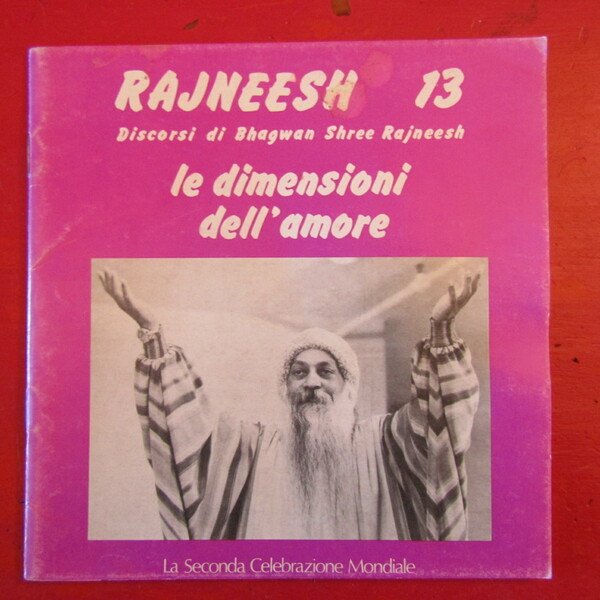 RAJNEESH 13
Discorsi di Bhagwan Shree Rajneesh
le dimensioni
dell'amore
La Seconda Celebrazione Mondiale